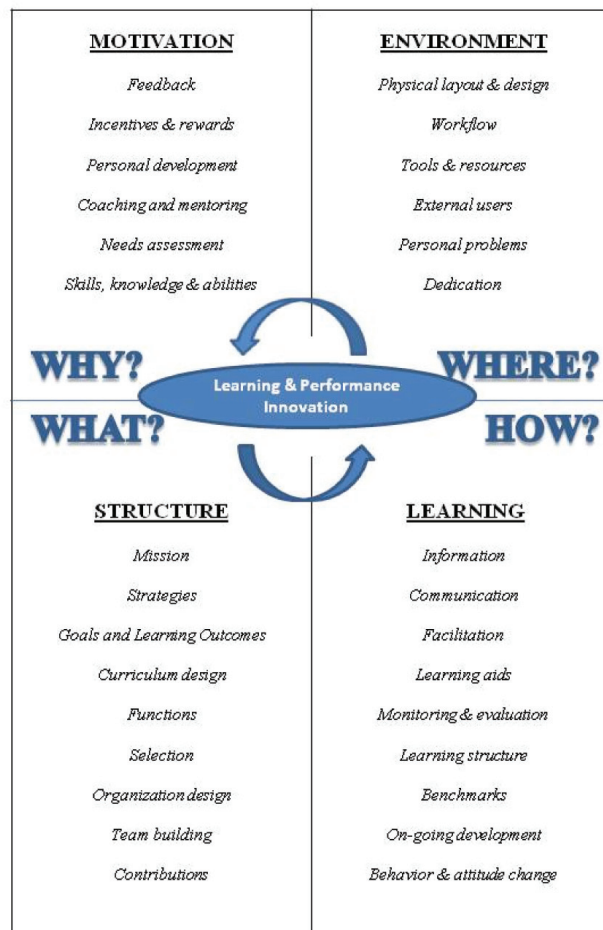 MOTIVATION
Feedback
Incentives & rewards
Personal development
Coaching and mentoring
Needs assessment
Skills, knowledge & abilities
ENVIRONMENT
Physical layout & design
Workflow
Tools & resources
External users
Personal problems
Dedication
WHY?
WHERE?
Learning & Performance
Innovation
WHAT?
HOW?
STRUCTURE
Mission
Strategies
Goals and Learning Outcomes
Curriculum design
Functions
Selection
Organization design
Team building
Contributions
LEARNING
Information
Communication
Facilitation
Learning aids
Monitoring & evaluation
Learning structure
Benchmarks
On-going development
Behavior & attitude change